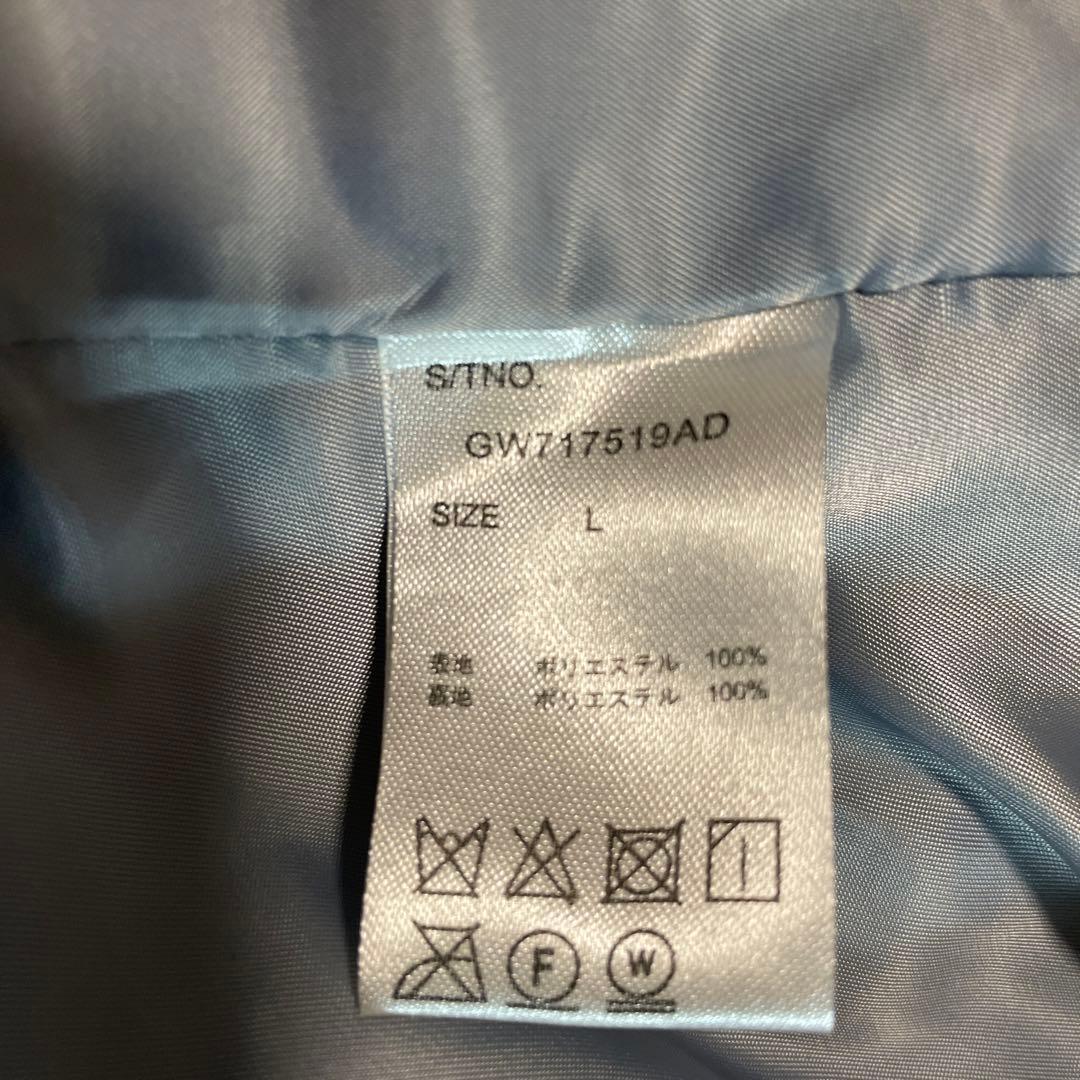 S/TNO.
GW717519AD
SIZE L
表地 ポリエステル 100%
裏地 ポリエステル 100%
F W